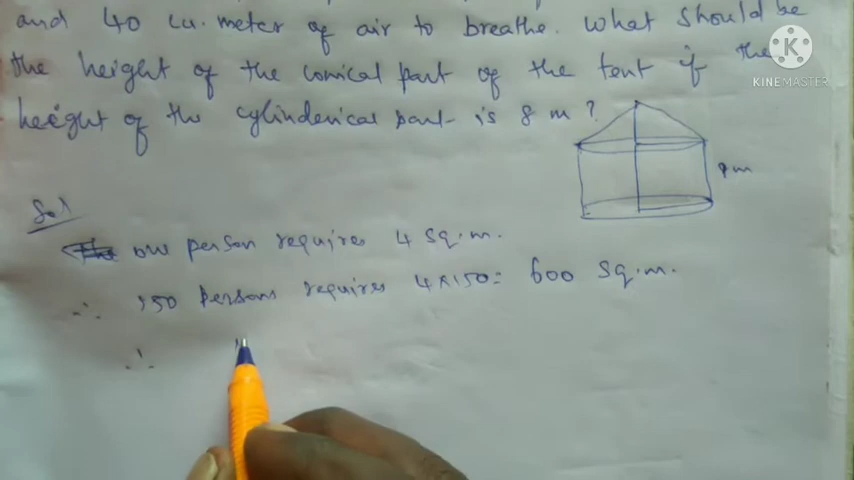 and 40 cu. meter of air to breathe. What should be
the height of the conical part of the tent if the
height of the cylinderical part is 8 m ?
8 m
Sol
one person requires 4 sq. m.
∴ 150 persons requires 4×150 = 600 sq. m.
∴
K
KINEMASTER